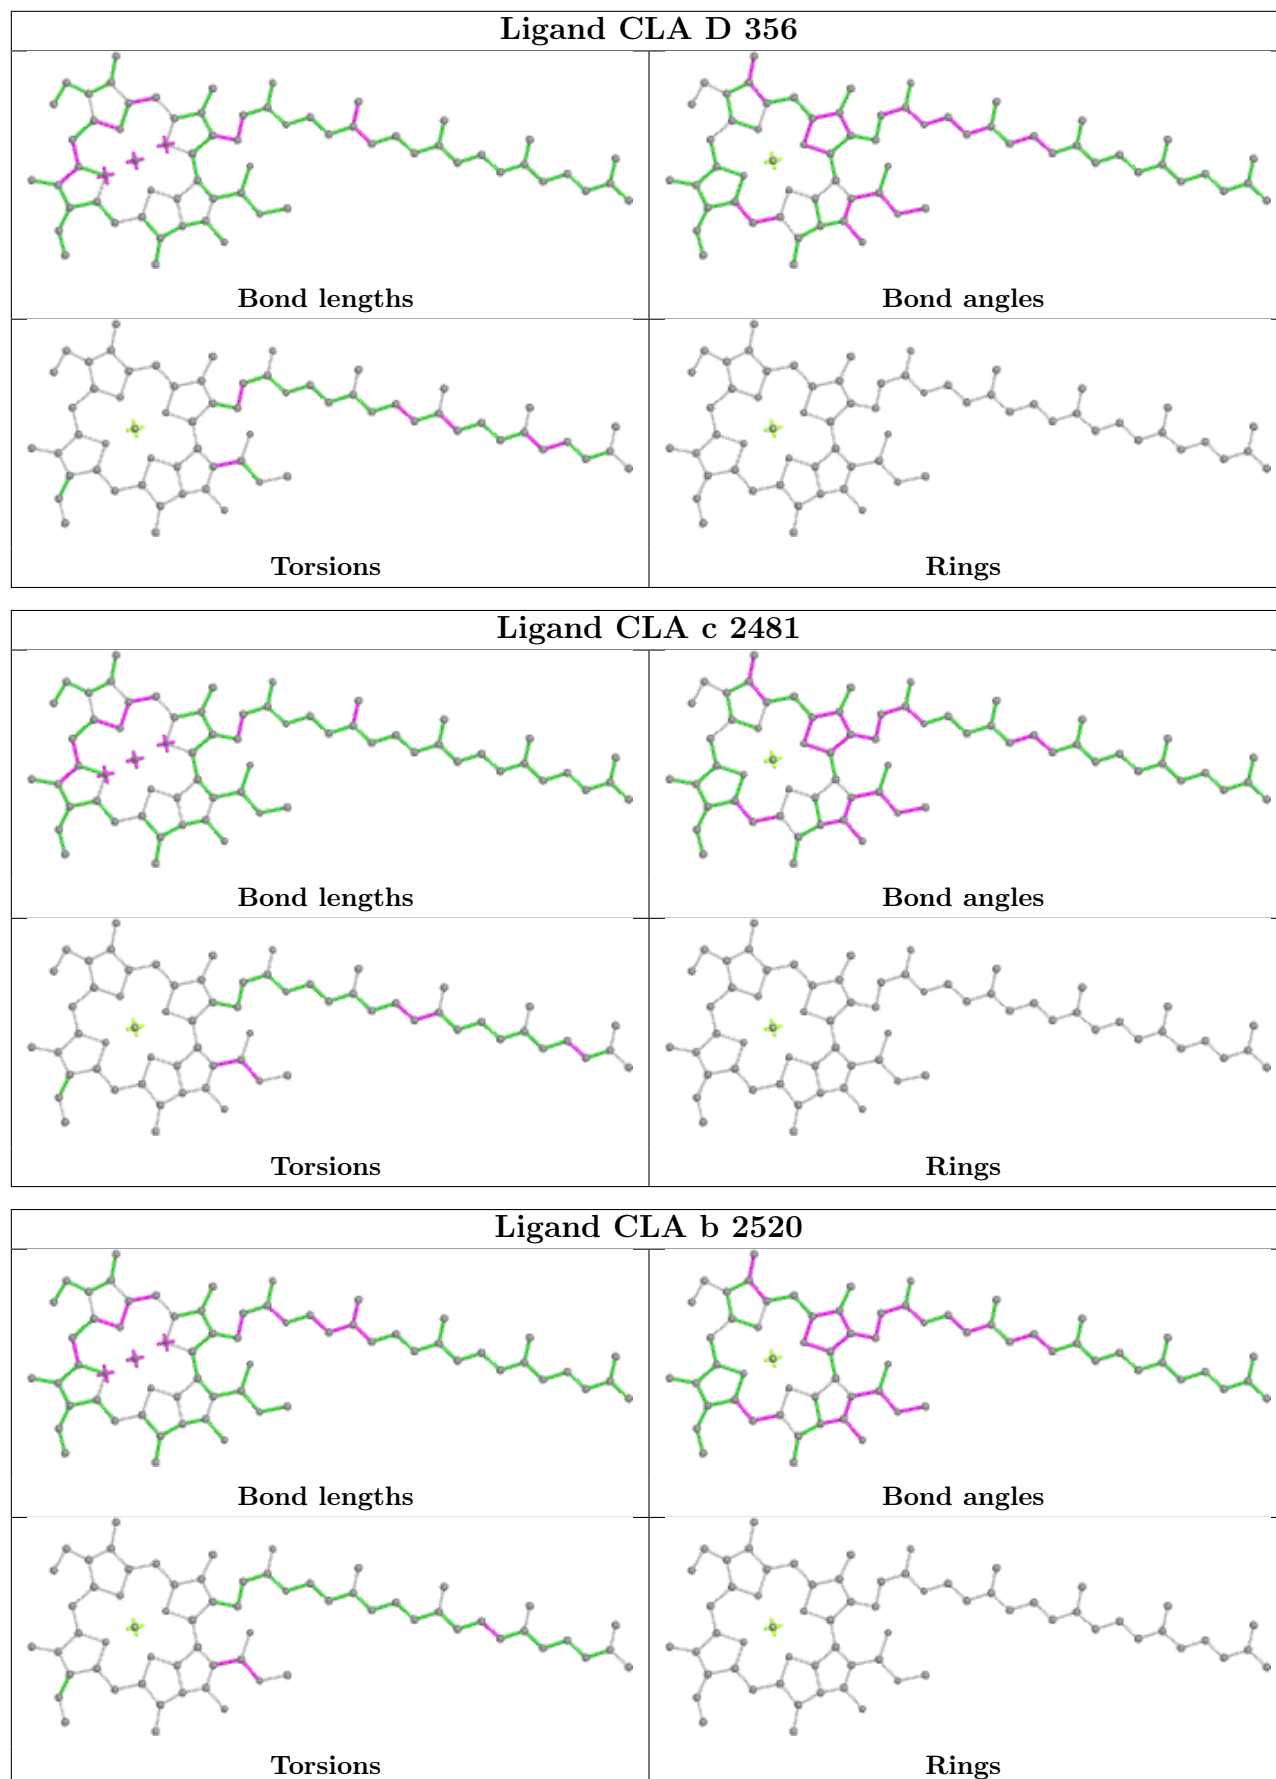 Ligand CLA D 356
Bond lengths
Bond angles
Torsions
Rings
Ligand CLA c 2481
Bond lengths
Bond angles
Torsions
Rings
Ligand CLA b 2520
Bond lengths
Bond angles
Torsions
Rings